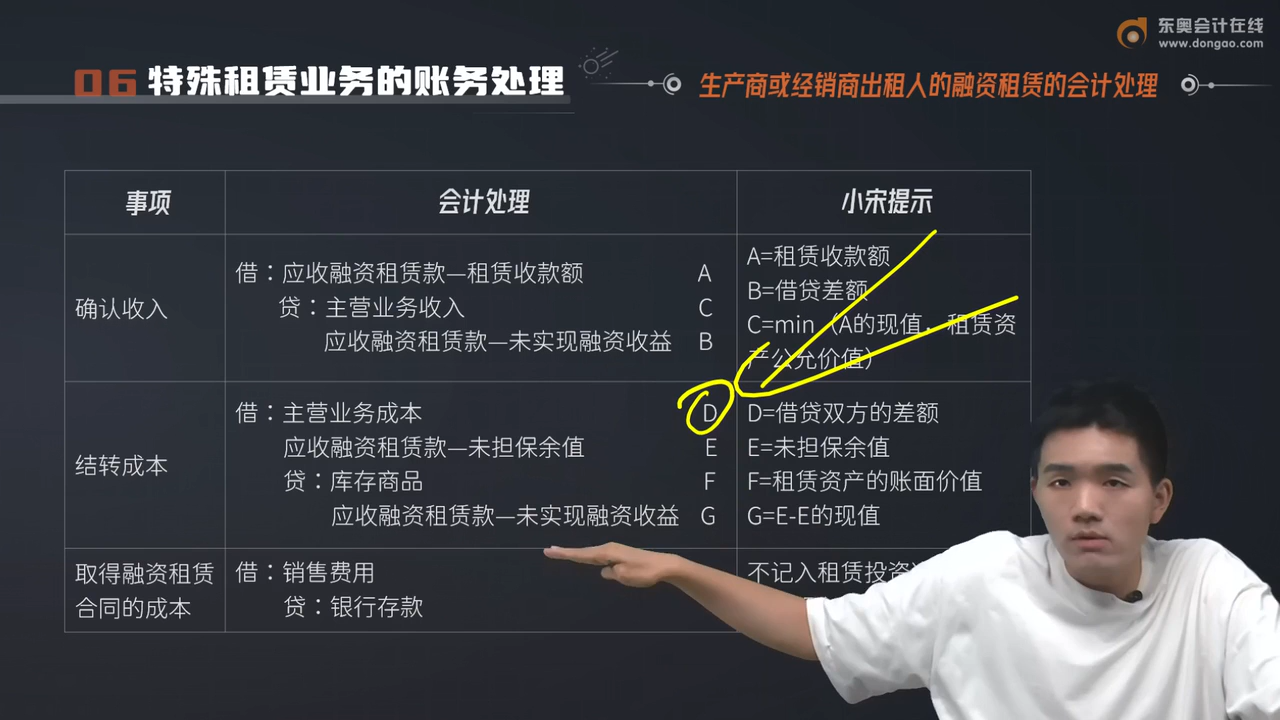 东奥会计在线
www.dongao.com
06 特殊租赁业务的账务处理
生产商或经销商出租人的融资租赁的会计处理
事项
会计处理
小宋提示
确认收入
借：应收融资租赁款—租赁收款额 A
贷：主营业务收入 C
应收融资租赁款—未实现融资收益 B
A=租赁收款额
B=借贷差额
C=min（A的现值，租赁资
产公允价值）
结转成本
借：主营业务成本 D
应收融资租赁款—未担保余值 E
贷：库存商品 F
应收融资租赁款—未实现融资收益 G
D=借贷双方的差额
E=未担保余值
F=租赁资产的账面价值
G=E-E的现值
取得融资租赁
合同的成本
借：销售费用
贷：银行存款
不记入租赁投资